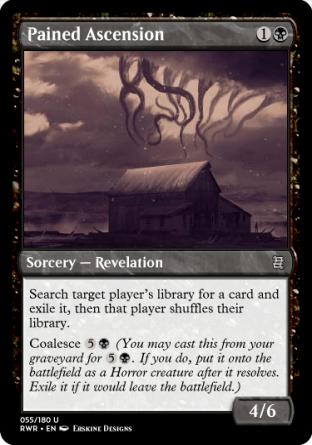 Pained Ascension 1
Sorcery — Revelation
Search target player's library for a card and
exile it, then that player shuffles their
library.
Coalesce 5 (You may cast this from your
graveyard for 5 . If you do, put it onto the
battlefield as a Horror creature after it resolves.
Exile it if it would leave the battlefield.)
4/6
055/180 U
RWR • EN Erskine Designs